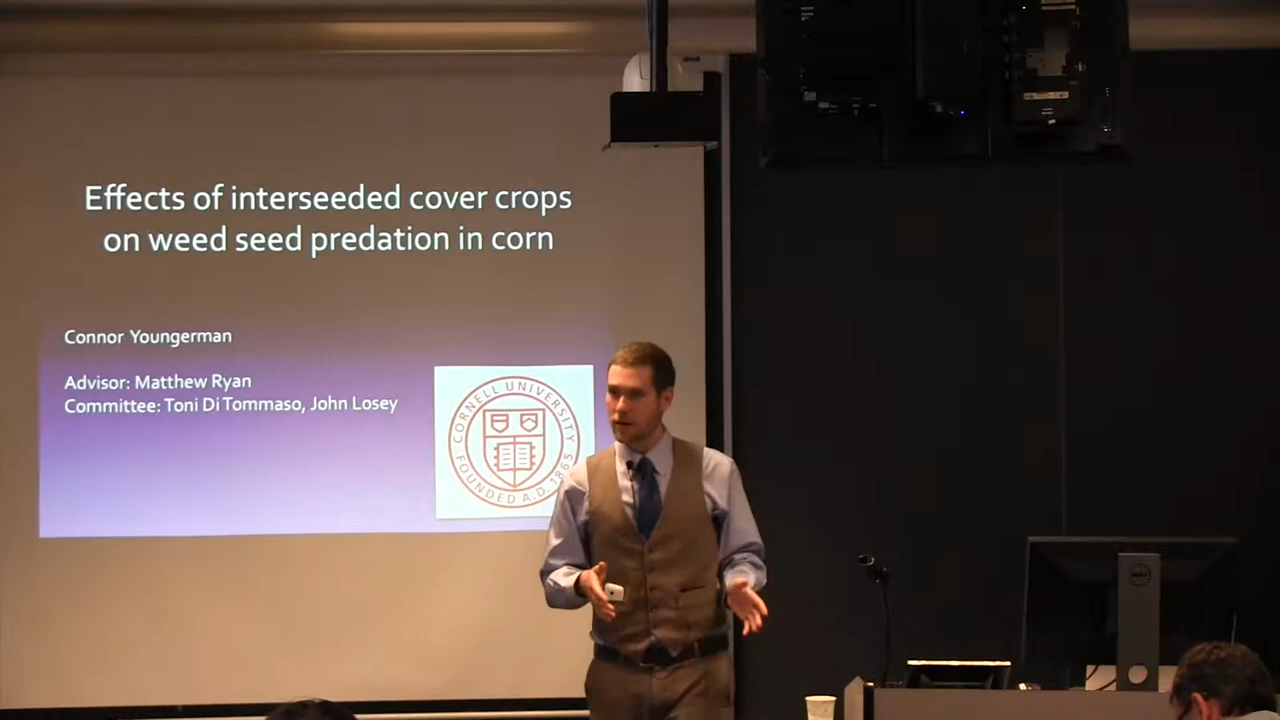 Effects of interseeded cover crops
on weed seed predation in corn
Connor Youngerman
Advisor: Matthew Ryan
Committee: Toni Di Tommaso, John Losey
CORNELL UNIVERSITY
FOUNDED A.D. 1865
DELL